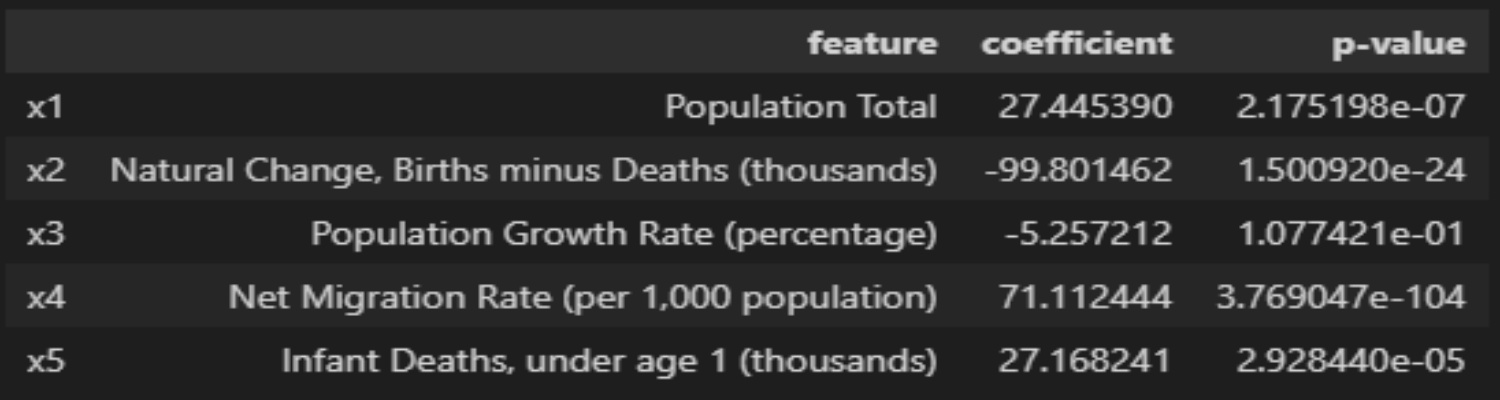 feature coefficient p-value
x1 Population Total 27.445390 2.175198e-07
x2 Natural Change, Births minus Deaths (thousands) -99.801462 1.500920e-24
x3 Population Growth Rate (percentage) -5.257212 1.077421e-01
x4 Net Migration Rate (per 1,000 population) 71.112444 3.769047e-104
x5 Infant Deaths, under age 1 (thousands) 27.168241 2.928440e-05